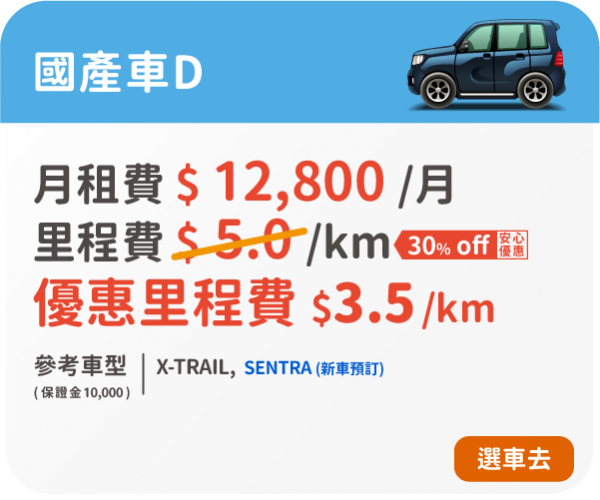 國產車D
月租費 $ 12,800 /月
里程費 $ 5.0 /km 30% off 安心優惠
優惠里程費 $3.5 /km
參考車型 X-TRAIL, SENTRA (新車預訂)
( 保證金 10,000 )
選車去